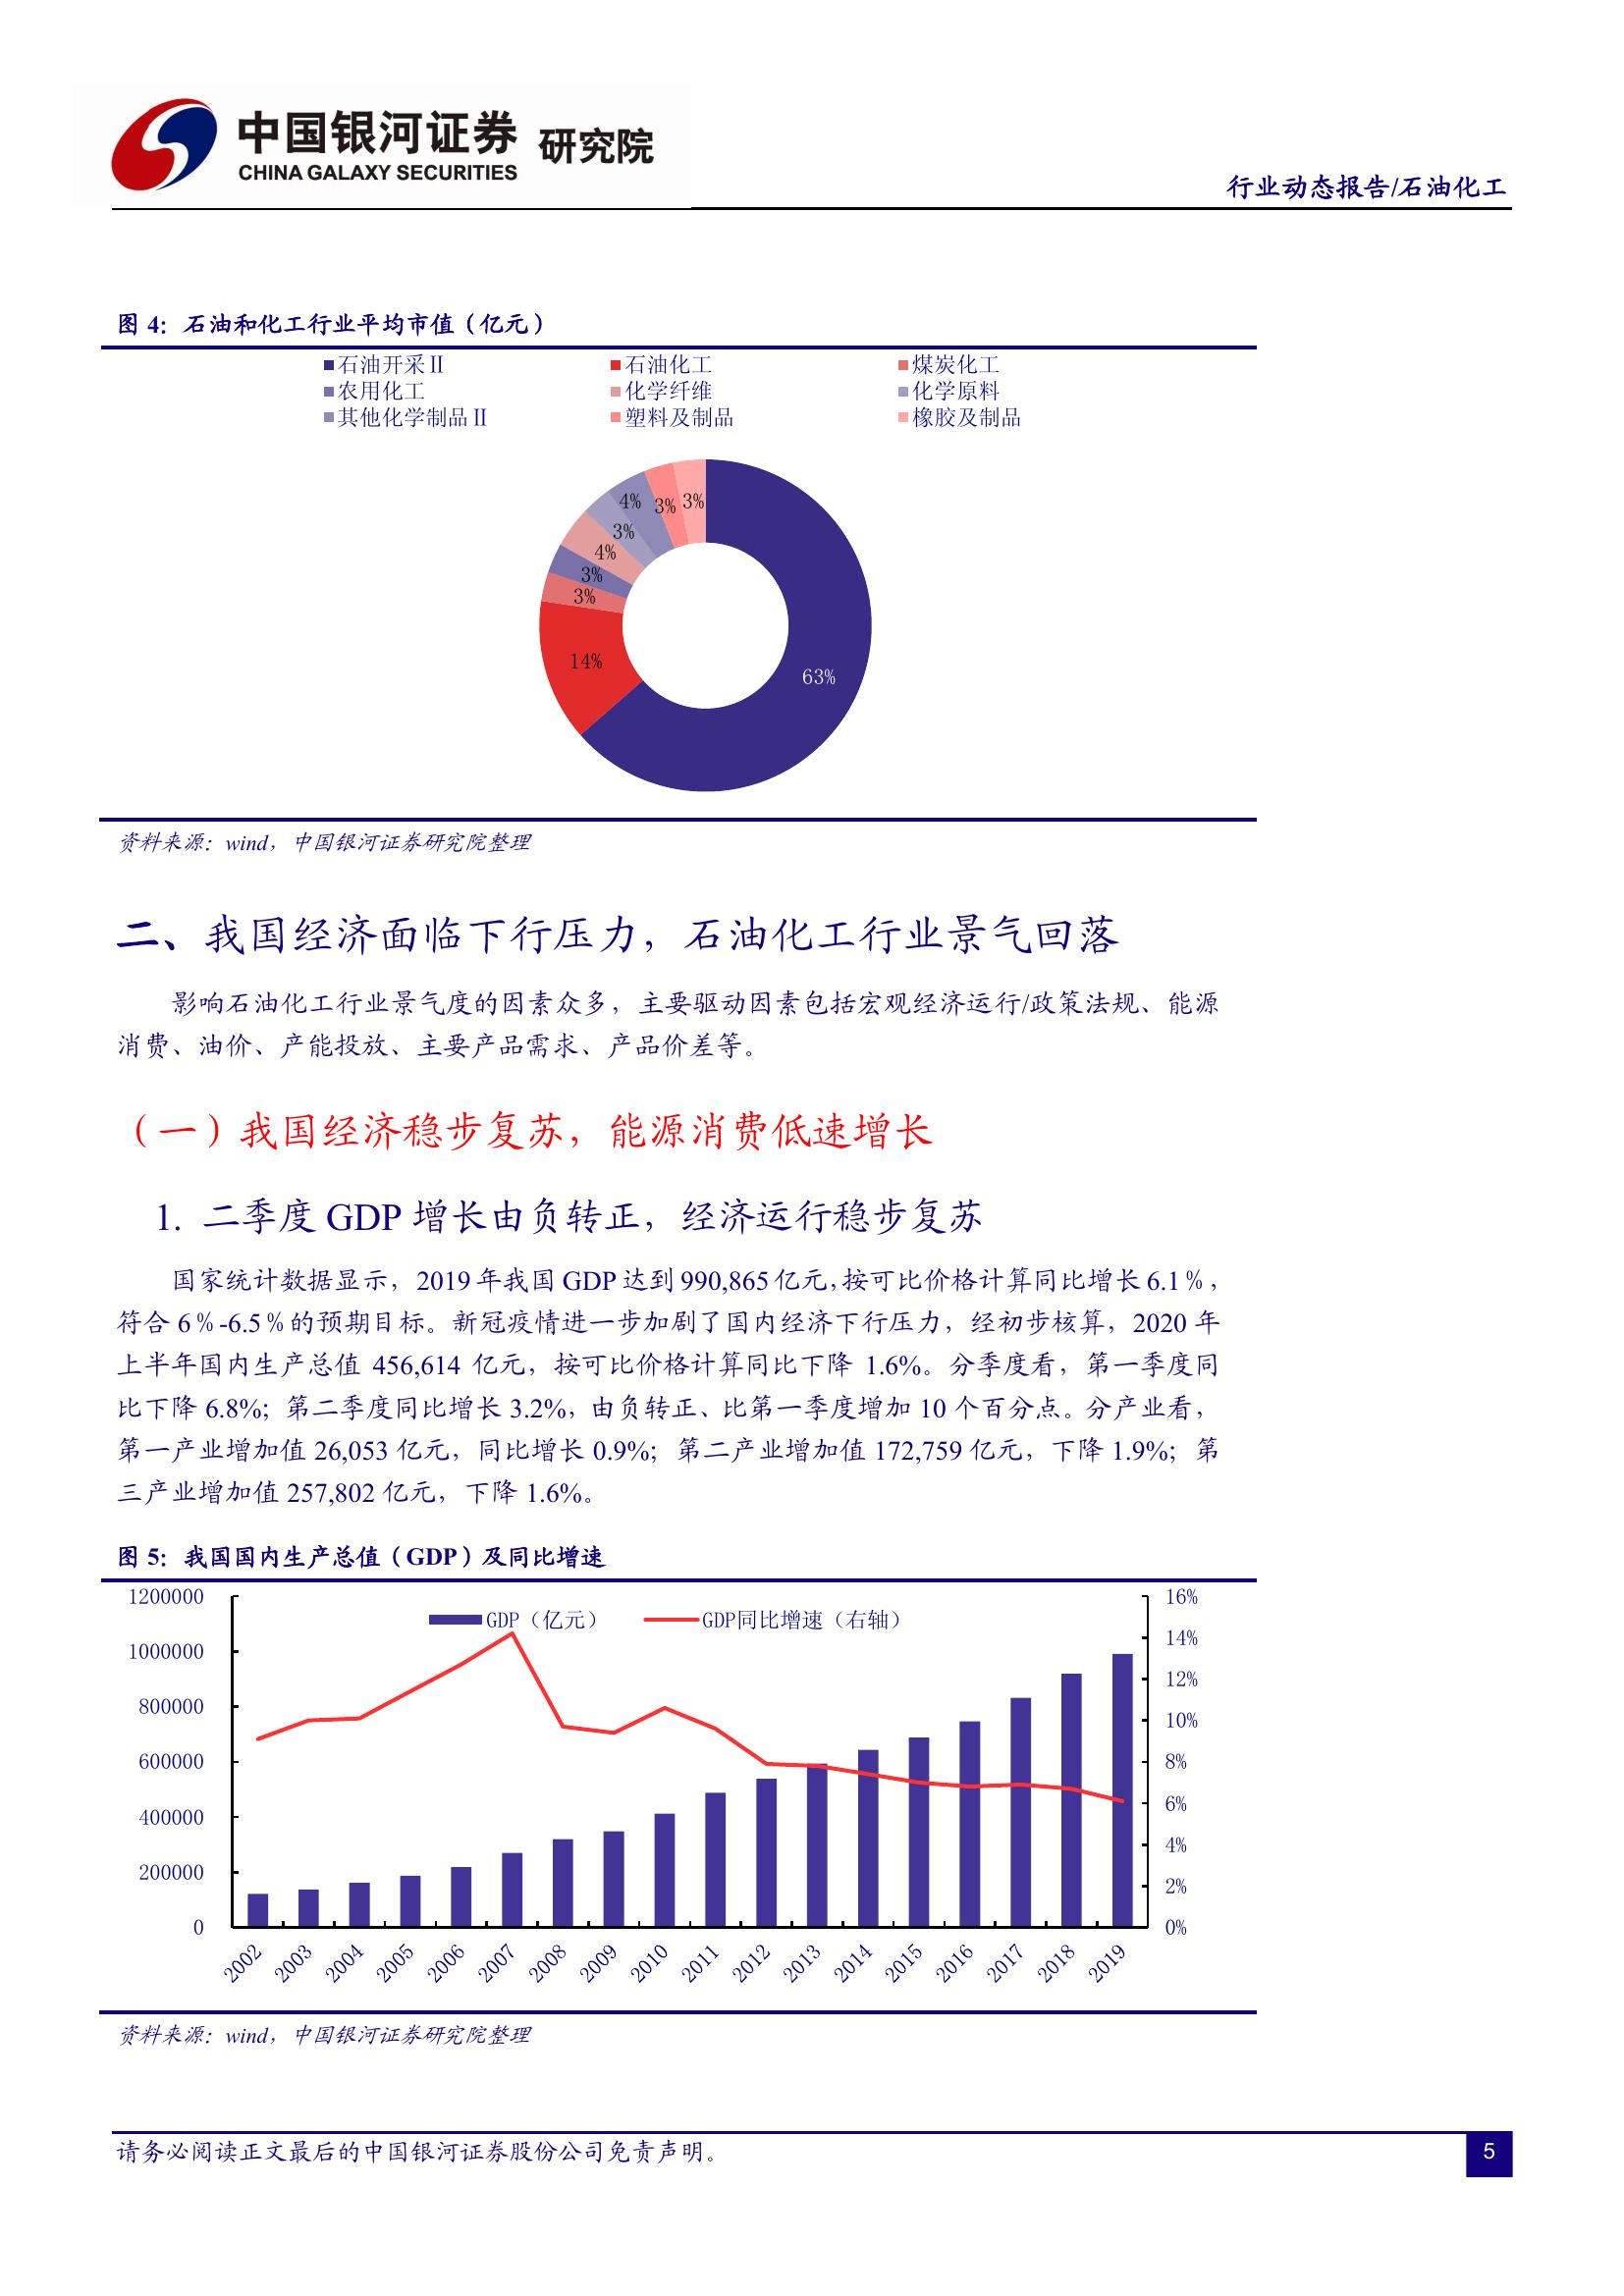 中国银河证券 研究院
CHINA GALAXY SECURITIES
行业动态报告/石油化工
图 4：石油和化工行业平均市值（亿元）
石油开采Ⅱ 石油化工 煤炭化工
农用化工 化学纤维 化学原料
其他化学制品Ⅱ 塑料及制品 橡胶及制品
4% 3% 3%
3%
4%
3%
3%
14%
63%
资料来源：wind，中国银河证券研究院整理
二、我国经济面临下行压力，石油化工行业景气回落
影响石油化工行业景气度的因素众多，主要驱动因素包括宏观经济运行/政策法规、能源
消费、油价、产能投放、主要产品需求、产品价差等。
（一）我国经济稳步复苏，能源消费低速增长
1. 二季度 GDP 增长由负转正，经济运行稳步复苏
国家统计数据显示，2019 年我国 GDP 达到 990,865 亿元，按可比价格计算同比增长 6.1％，
符合 6％-6.5％的预期目标。新冠疫情进一步加剧了国内经济下行压力，经初步核算，2020 年
上半年国内生产总值 456,614 亿元，按可比价格计算同比下降 1.6%。分季度看，第一季度同
比下降 6.8%；第二季度同比增长 3.2%，由负转正、比第一季度增加 10 个百分点。分产业看，
第一产业增加值 26,053 亿元，同比增长 0.9%；第二产业增加值 172,759 亿元，下降 1.9%；第
三产业增加值 257,802 亿元，下降 1.6%。
图 5：我国国内生产总值（GDP）及同比增速
GDP（亿元） GDP同比增速（右轴）
1200000 16%
1000000 14%
800000 12%
600000 10%
400000 8%
200000 6%
0 4%
2%
0%
2002 2003 2004 2005 2006 2007 2008 2009 2010 2011 2012 2013 2014 2015 2016 2017 2018 2019
资料来源：wind，中国银河证券研究院整理
请务必阅读正文最后的中国银河证券股份公司免责声明。
5